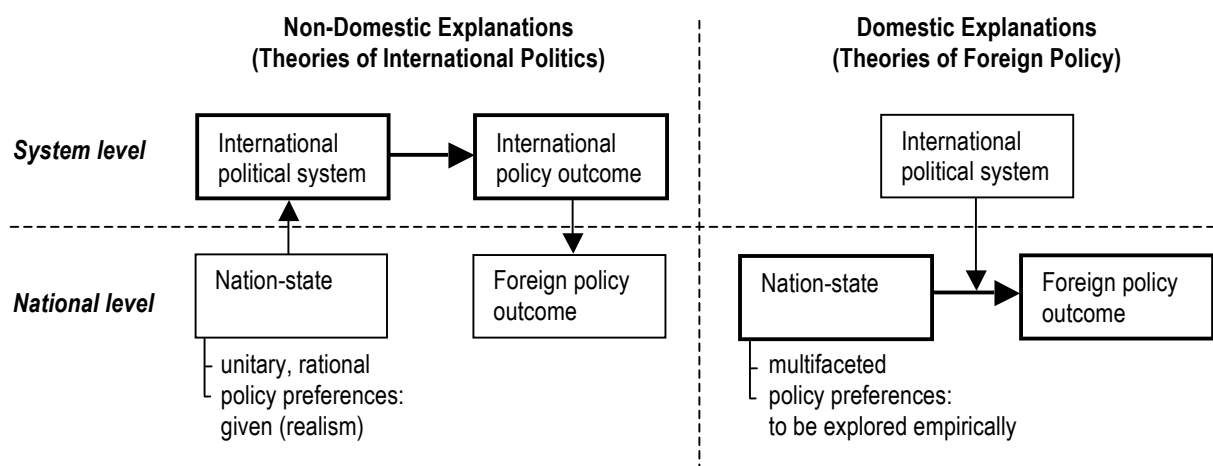 Non-Domestic Explanations
(Theories of International Politics)
Domestic Explanations
(Theories of Foreign Policy)
System level
International
political system
International
policy outcome
International
political system
National level
Nation-state
Foreign policy
outcome
Nation-state
Foreign policy
outcome
unitary, rational
policy preferences:
given (realism)
multifaceted
policy preferences:
to be explored empirically